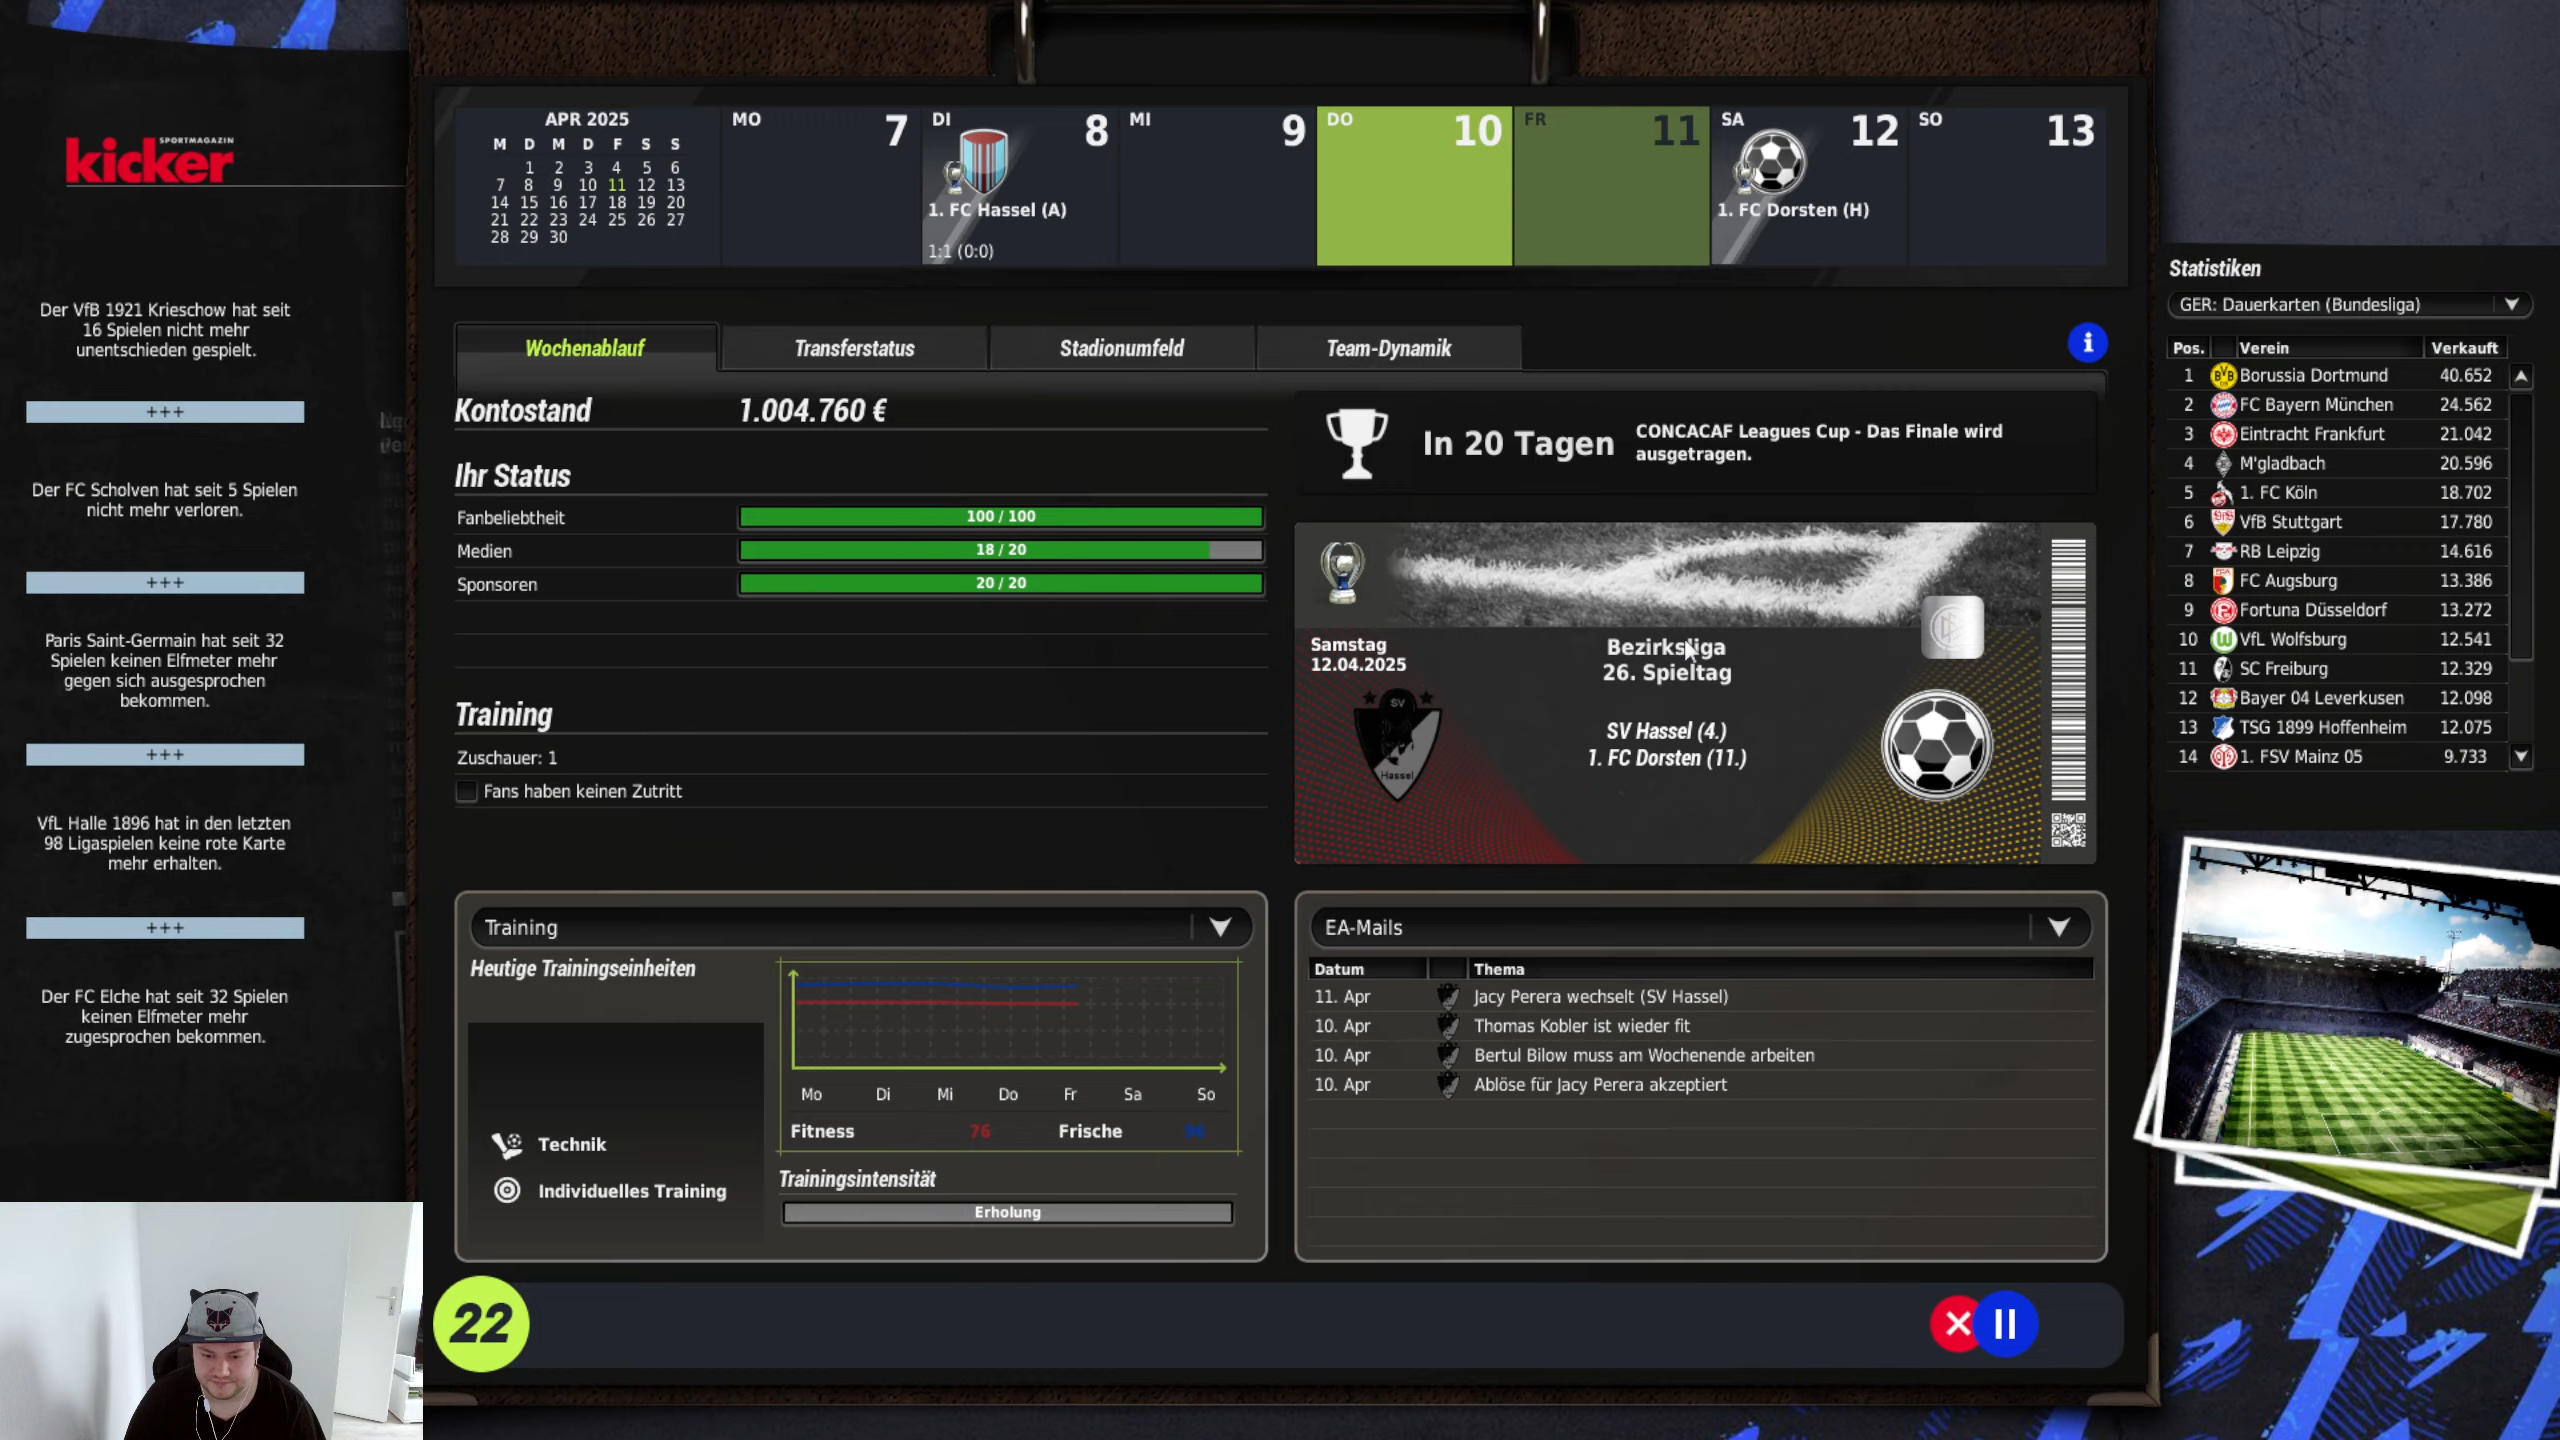 kicker
SPORTMAGAZIN
Der VfB 1921 Krieschow hat seit
16 Spielen nicht mehr
unentschieden gespielt.
+++
Der FC Scholven hat seit 5 Spielen
nicht mehr verloren.
+++
Paris Saint-Germain hat seit 32
Spielen keinen Elfmeter mehr
gegen sich ausgesprochen
bekommen.
+++
VfL Halle 1896 hat in den letzten
98 Ligaspielen keine rote Karte
mehr erhalten.
+++
Der FC Elche hat seit 32 Spielen
keinen Elfmeter mehr
zugesprochen bekommen.
APR 2025
M D M D F S S
1 2 3 4 5 6
7 8 9 10 11 12 13
14 15 16 17 18 19 20
21 22 23 24 25 26 27
28 29 30
MO 7
DI 8
1. FC Hassel (A)
1:1 (0:0)
MI 9
DO 10
FR 11
SA 12
1. FC Dorsten (H)
SO 13
Wochenablauf Transferstatus Stadionumfeld Team-Dynamik
i
Kontostand 1.004.760 €
Ihr Status
Fanbeliebtheit 100 / 100
Medien 18 / 20
Sponsoren 20 / 20
Training
Zuschauer: 1
Fans haben keinen Zutritt
In 20 Tagen
CONCACAF Leagues Cup - Das Finale wird
ausgetragen.
Samstag
12.04.2025
Bezirksliga
26. Spieltag
SV Hassel (4.)
1. FC Dorsten (11.)
SV
Hassel
Training
Heutige Trainingseinheiten
Technik
Individuelles Training
Mo Di Mi Do Fr Sa So
Fitness 76 Frische
Trainingsintensität
Erholung
EA-Mails
Datum Thema
11. Apr Jacy Perera wechselt (SV Hassel)
10. Apr Thomas Kobler ist wieder fit
10. Apr Bertul Bilow muss am Wochenende arbeiten
10. Apr Ablöse für Jacy Perera akzeptiert
22
Statistiken
GER: Dauerkarten (Bundesliga)
Pos. Verein Verkauft
1 Borussia Dortmund 40.652
2 FC Bayern München 24.562
3 Eintracht Frankfurt 21.042
4 M'gladbach 20.596
5 1. FC Köln 18.702
6 VfB Stuttgart 17.780
7 RB Leipzig 14.616
8 FC Augsburg 13.386
9 Fortuna Düsseldorf 13.272
10 VfL Wolfsburg 12.541
11 SC Freiburg 12.329
12 Bayer 04 Leverkusen 12.098
13 TSG 1899 Hoffenheim 12.075
14 1. FSV Mainz 05 9.733